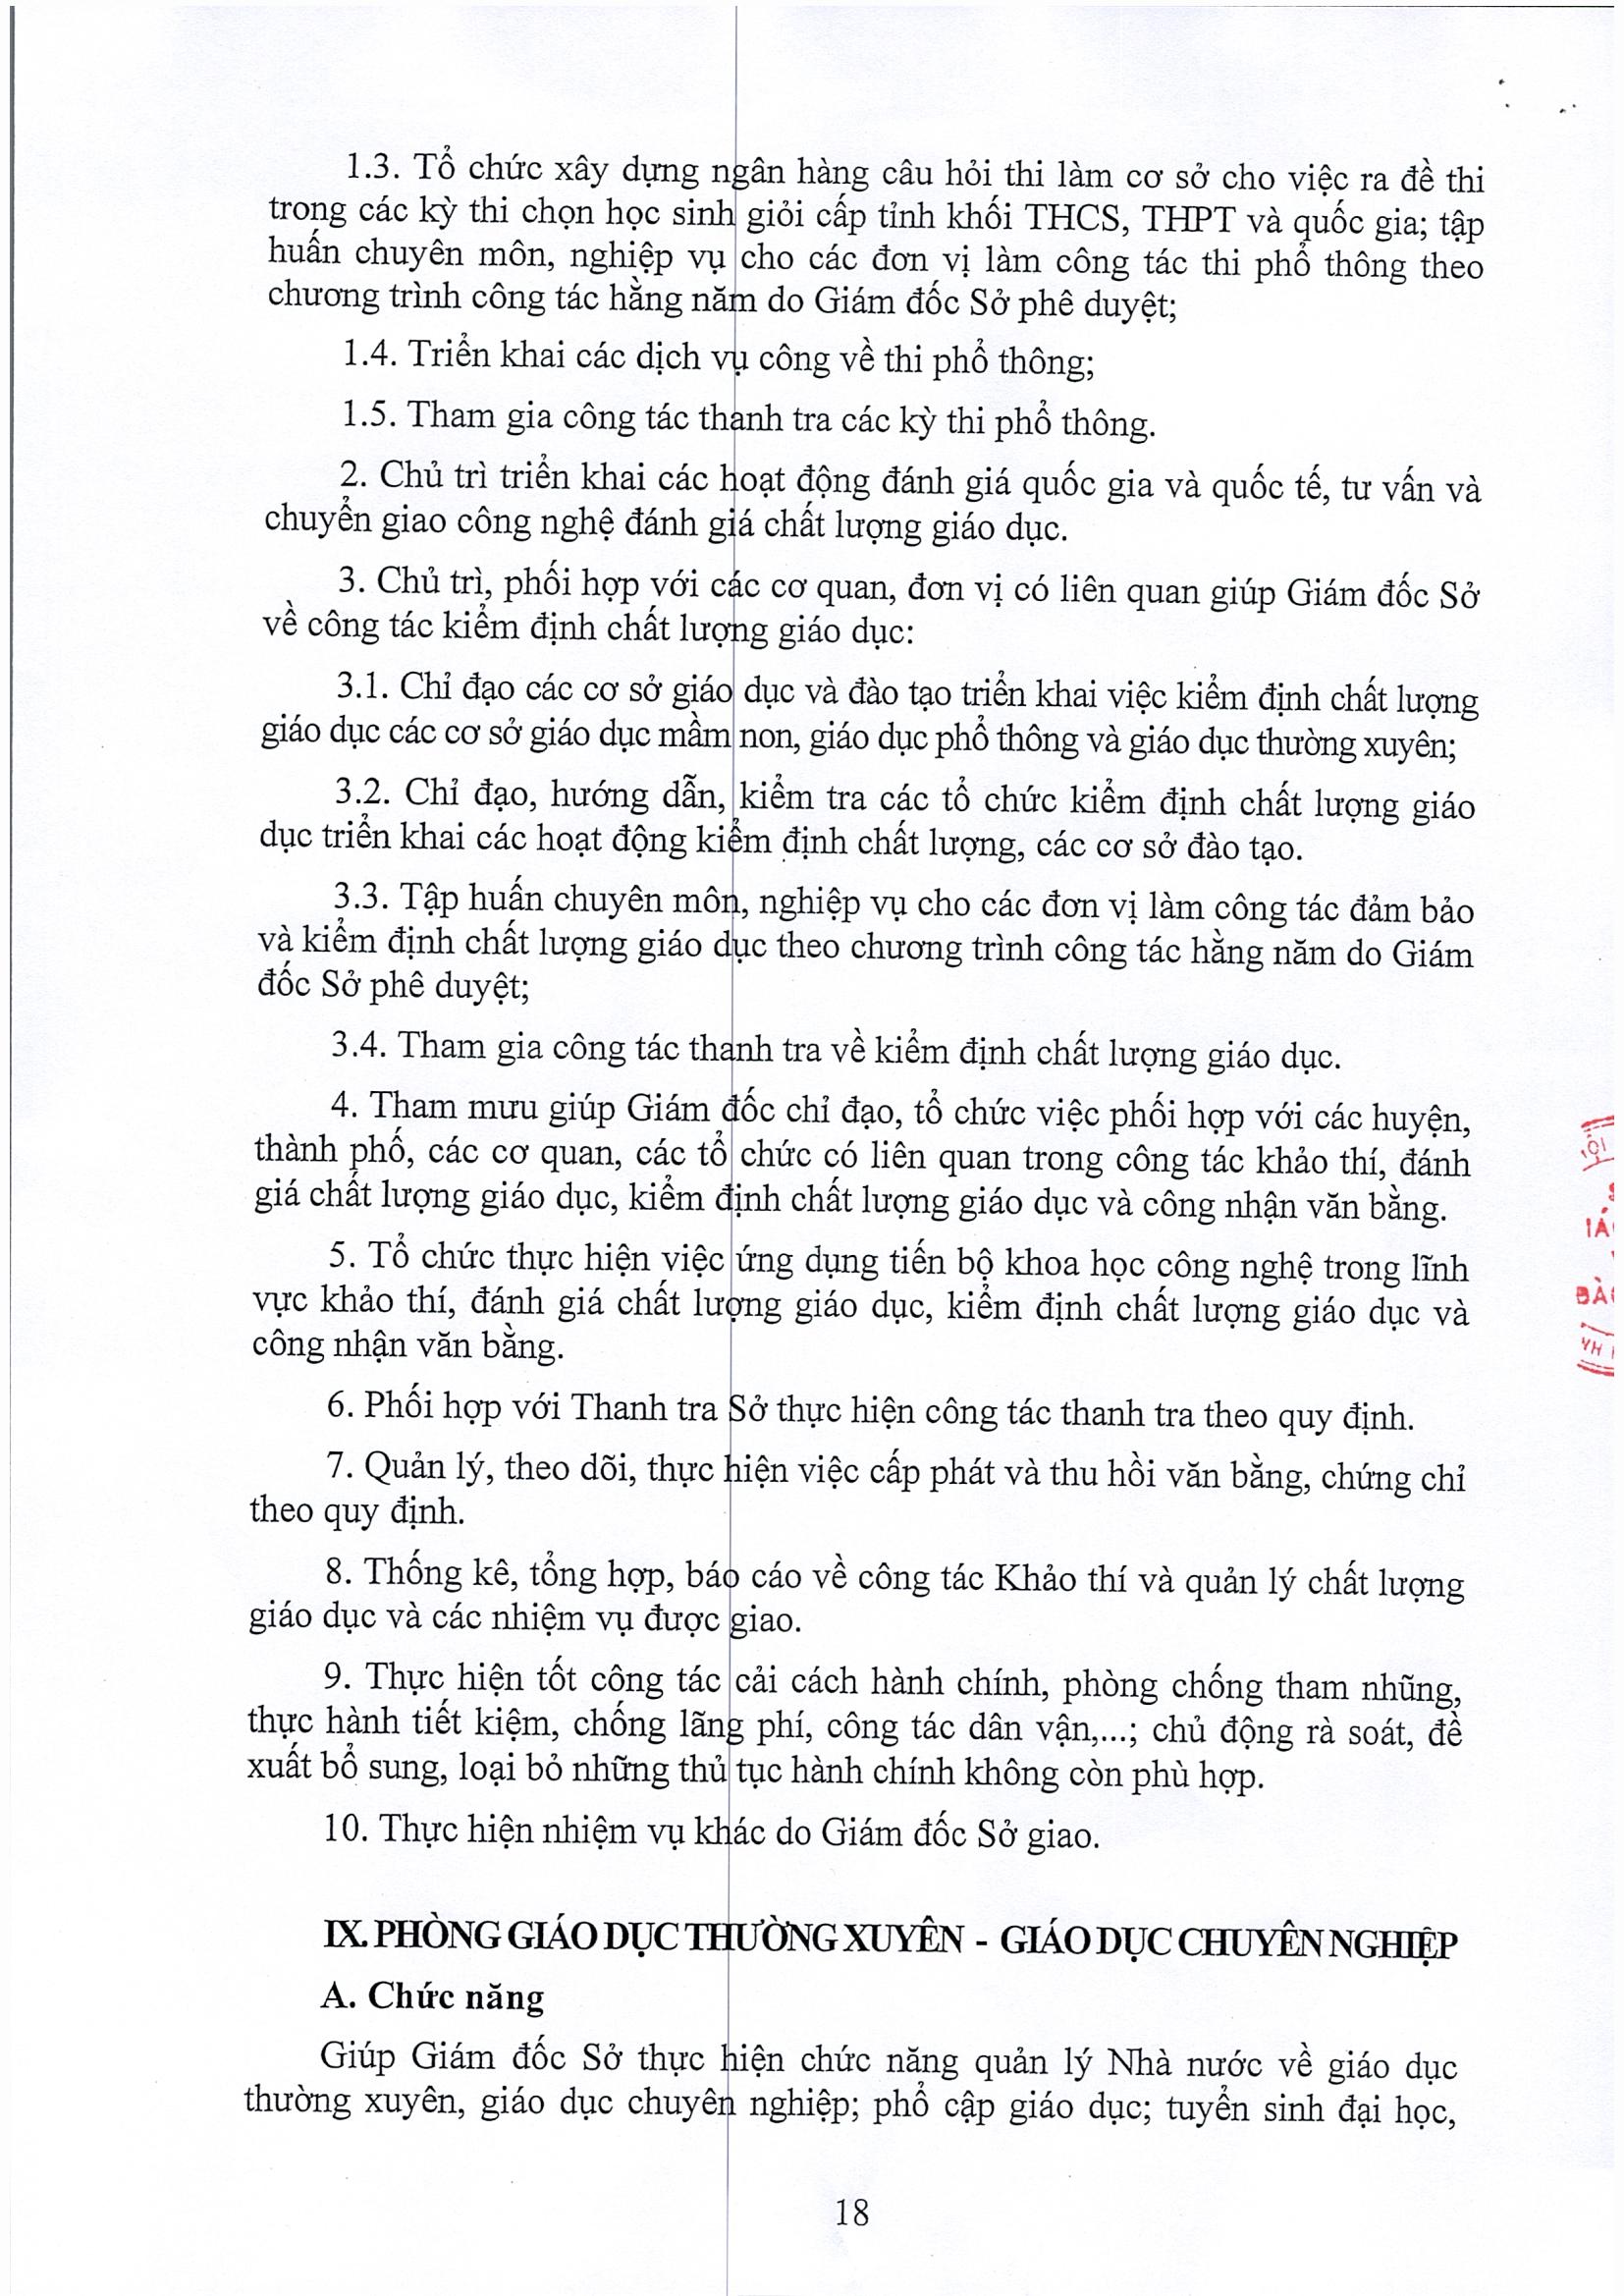 1.3. Tổ chức xây dựng ngân hàng câu hỏi thi làm cơ sở cho việc ra đề thi
trong các kỳ thi chọn học sinh giỏi cấp tỉnh khối THCS, THPT và quốc gia; tập
huấn chuyên môn, nghiệp vụ cho các đơn vị làm công tác thi phổ thông theo
chương trình công tác hằng năm do Giám đốc Sở phê duyệt;
1.4. Triển khai các dịch vụ công về thi phổ thông;
1.5. Tham gia công tác thanh tra các kỳ thi phổ thông.
2. Chủ trì triển khai các hoạt động đánh giá quốc gia và quốc tế, tư vấn và
chuyển giao công nghệ đánh giá chất lượng giáo dục.
3. Chủ trì, phối hợp với các cơ quan, đơn vị có liên quan giúp Giám đốc Sở
về công tác kiểm định chất lượng giáo dục:
3.1. Chỉ đạo các cơ sở giáo dục và đào tạo triển khai việc kiểm định chất lượng
giáo dục các cơ sở giáo dục mầm non, giáo dục phổ thông và giáo dục thường xuyên;
3.2. Chỉ đạo, hướng dẫn, kiểm tra các tổ chức kiểm định chất lượng giáo
dục triển khai các hoạt động kiểm định chất lượng, các cơ sở đào tạo.
3.3. Tập huấn chuyên môn, nghiệp vụ cho các đơn vị làm công tác đảm bảo
và kiểm định chất lượng giáo dục theo chương trình công tác hằng năm do Giám
đốc Sở phê duyệt;
3.4. Tham gia công tác thanh tra về kiểm định chất lượng giáo dục.
4. Tham mưu giúp Giám đốc chỉ đạo, tổ chức việc phối hợp với các huyện,
thành phố, các cơ quan, các tổ chức có liên quan trong công tác khảo thí, đánh
giá chất lượng giáo dục, kiểm định chất lượng giáo dục và công nhận văn bằng.
5. Tổ chức thực hiện việc ứng dụng tiến bộ khoa học công nghệ trong lĩnh
vực khảo thí, đánh giá chất lượng giáo dục, kiểm định chất lượng giáo dục và
công nhận văn bằng.
6. Phối hợp với Thanh tra Sở thực hiện công tác thanh tra theo quy định.
7. Quản lý, theo dõi, thực hiện việc cấp phát và thu hồi văn bằng, chứng chỉ
theo quy định.
8. Thống kê, tổng hợp, báo cáo về công tác Khảo thí và quản lý chất lượng
giáo dục và các nhiệm vụ được giao.
9. Thực hiện tốt công tác cải cách hành chính, phòng chống tham nhũng,
thực hành tiết kiệm, chống lãng phí, công tác dân vận,...; chủ động rà soát, đề
xuất bổ sung, loại bỏ những thủ tục hành chính không còn phù hợp.
10. Thực hiện nhiệm vụ khác do Giám đốc Sở giao.
IX. PHÒNG GIÁO DỤC THƯỜNG XUYÊN - GIÁO DỤC CHUYÊN NGHIỆP
A. Chức năng
Giúp Giám đốc Sở thực hiện chức năng quản lý Nhà nước về giáo dục
thường xuyên, giáo dục chuyên nghiệp; phổ cập giáo dục; tuyển sinh đại học,
18